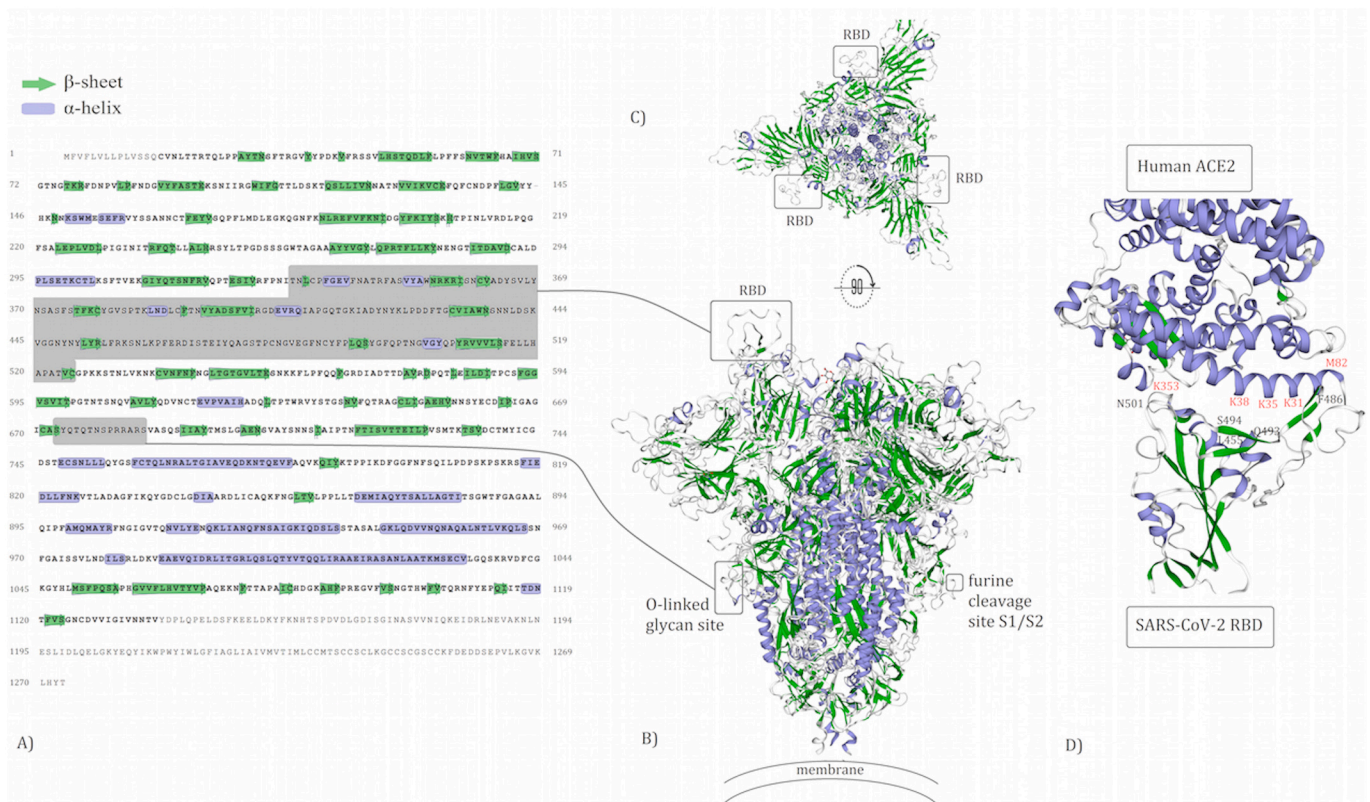 β-sheet
α-helix
1 MFVFLVLLPLVSSQCVNLTTRTQLPPAYTNSFTRGVYYPDKVFRSSVLHSTQDLFLPFFSNVTWFHAIHVS 71
72 GTNGTKRFDNPVLPFNDGVYFASTEKSNIIRGWIFGTTLDSKTQSLLIVNNATNVVIKVCEFQFCNDPFLGVYY- 145
146 HKNNKSWMESEFRVYSSANNCTFEYVSQPFLMDLEGKQGNFKNLREFVFKNIDGYPKIYSKHTPINLVRDLPQG 219
220 FSALEPLVDLPIGINITRFQTLLALHRSYLTPGDSSSGWTAGAAAYYVGYLQPRTFLLKYNENGTITDAVDCALD 294
295 PLSETKCTLKSFTVEKGIYQTSNFRVQPTESIVRFPNITNLCPFGEVFNATRFASVYAWNRKRISNCVADYSVLY 369
370 NSASFSTFKCYGVSPTKLNDLCFTNVYADSFVIRGDEVRQIAPGQTGKIADYNYKLPDDFTGCVIAWNSNNLDSK 444
445 VGGNYNYLYRLFRKSNLKPFERDISTEIYQAGSTPCNGVEGFNCYFPLQSYGFQPTNGVGYQPYRVVVLSFELLH 519
520 APATVCGPKKSTNLVKNKCVNFNFNGLTGTGVLTKSNKKFLPFQQFGRDIADTTDAVRDPQTLEILDITPCSFGG 594
595 VSVITPGTNTSNQVAVLYQDVNCTEVPVAIHADQLTPTWRVYSTGSNVFQTRAGCLIGAEHVNNSYECDIPIGAG
670 ICASYQTQTNSPRRARSVASQSIIAYTMSLGAENSVAYSNNSIAIPTNFTISVTTEILPVSMTKTSVDCTMYICG 744
745 DSTECSNLLLQYGSFCTQLNRALTGIAVEQDKNTQEVFAQVKQIYKTPPIKDFGGFNFSQILPDPSKPSKRSFIE 819
820 DLLFNKVTLADAGFIKQYGDCLGDIAARDLICAQKFNGLTVLPPLLTDEMIAQYTSALLAGTITSGWTFGAGAAL 894
895 QIPFAMQMAYRFNGIGVTQNVLYENQKLIANQFNSAIGKIQDSLSSTASALGKLQDVVNQNAQALNTLVKQLSSN 969
970 FGAISSVLNDILSRLDKVEAEVQIDRLITGRLQSLQTYVTQQLIRAAEIRASANLAATKMSECVLGQSKRVDFCG 1044
1045 KGYHLMSFPQSAPHGVVFLHVTYVPAQEKNFTTAPAICHDGKAHFPREGVFVSNGTHWFVTQRNFYEPQIITTDN 1119
1120 TFVSGNCDVVIGIVNNTVYDPLQPELDSFKEELDKYFKNHTSPDVDLGDISGINASVVNIQKEIDRLNEVAKNLN 1194
1195 ESLIDLQELGKYEQYIKWPWYIWLGFIAGLIAIVMVTIMLCCMTSCCSCLKGCCSCGSCCKFDEDDSEPVLKGVK 1269
1270 LHYT
A)
C)
RBD
RBD
RBD
90
RBD
O-linked
glycan site
furine
cleavage
site S1/S2
B)
membrane
Human ACE2
M82
K353
K38
K35
K31
N501
F486
S494
L455
Q493
SARS-CoV-2 RBD
D)